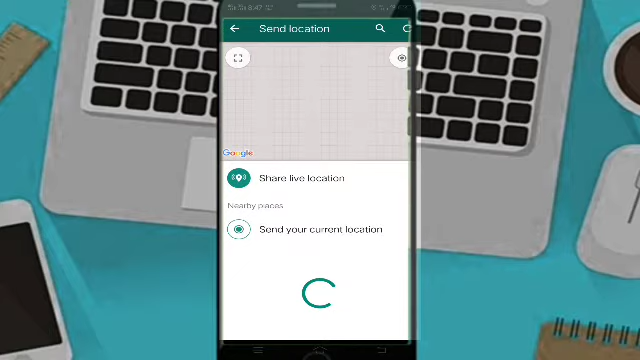 Send location
Google
Share live location
Nearby places
Send your current location